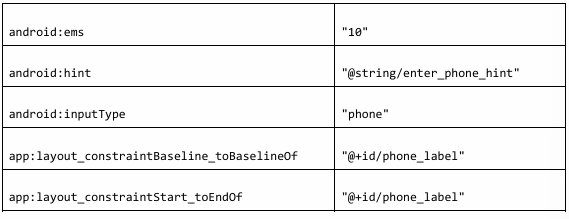 android:ems "10"
android:hint "@string/enter_phone_hint"
android:inputType "phone"
app:layout_constraintBaseline_toBaselineOf "@+id/phone_label"
app:layout_constraintStart_toEndOf "@+id/phone_label"